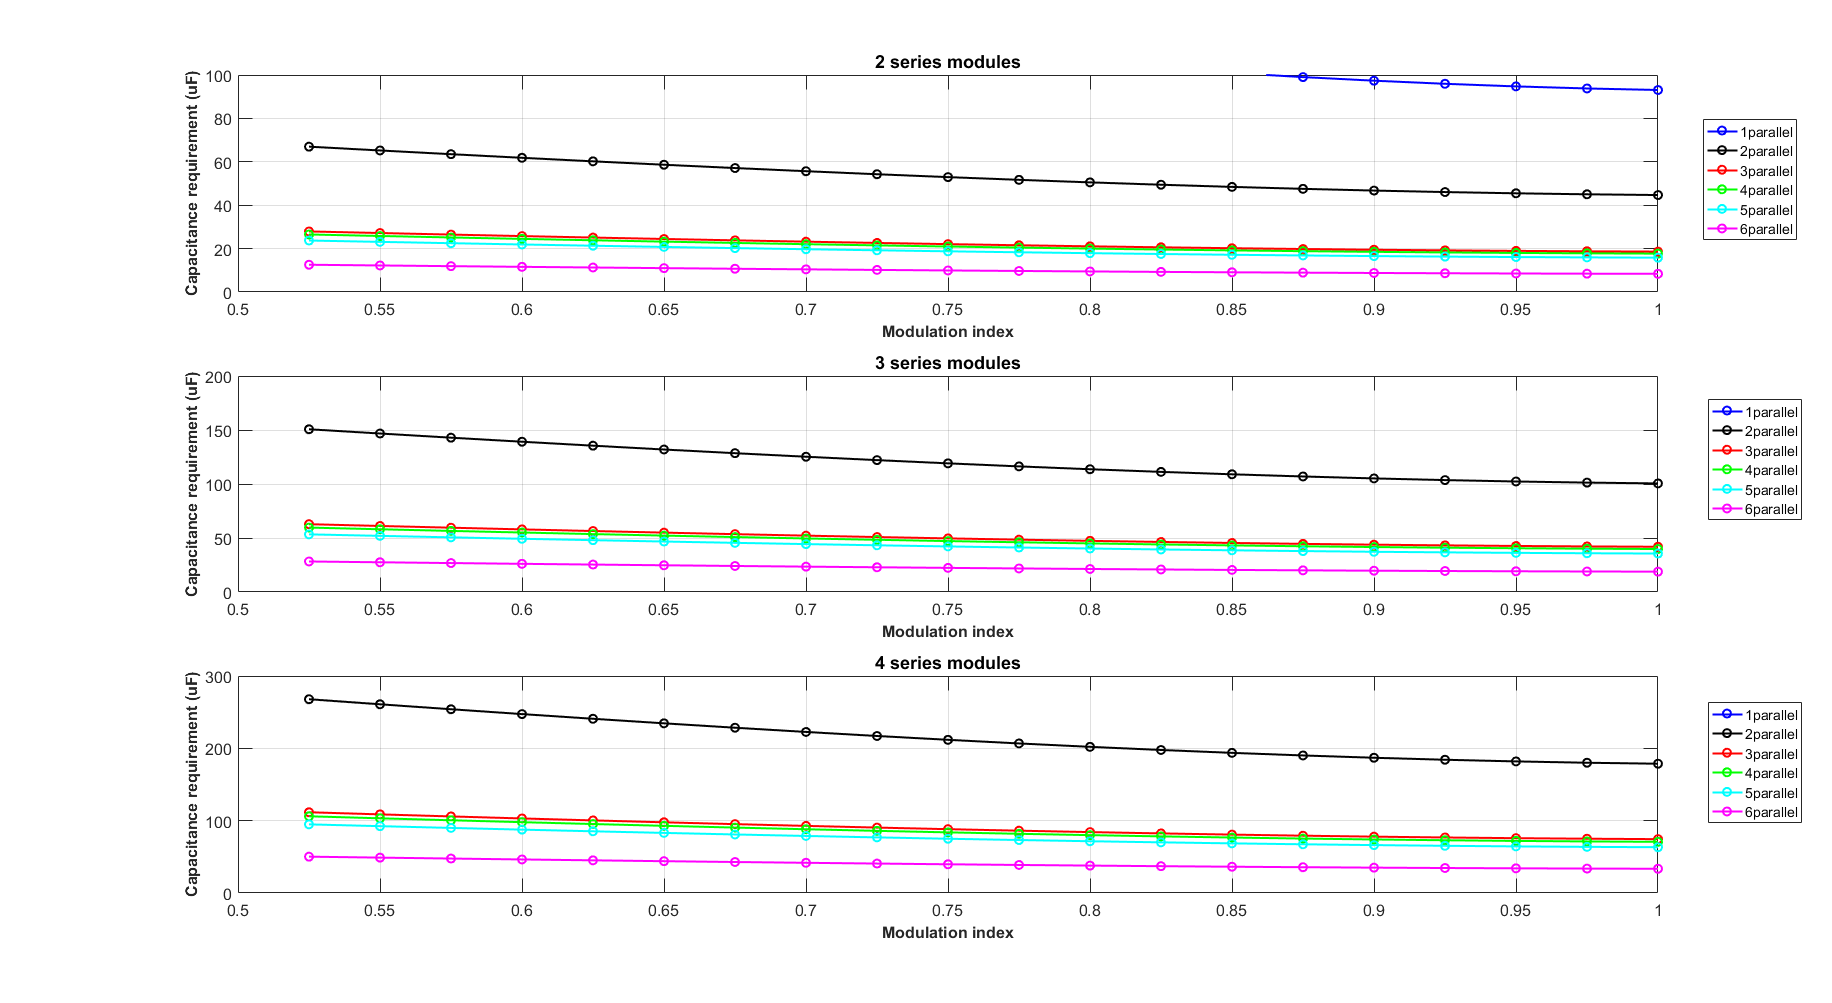 2 series modules
Capacitance requirement (uF)
100
80
60
40
20
0
0.5 0.55 0.6 0.65 0.7 0.75 0.8 0.85 0.9 0.95 1
Modulation index
1parallel
2parallel
3parallel
4parallel
5parallel
6parallel
3 series modules
Capacitance requirement (uF)
200
150
100
50
0
0.5 0.55 0.6 0.65 0.7 0.75 0.8 0.85 0.9 0.95 1
Modulation index
1parallel
2parallel
3parallel
4parallel
5parallel
6parallel
4 series modules
Capacitance requirement (uF)
300
200
100
0
0.5 0.55 0.6 0.65 0.7 0.75 0.8 0.85 0.9 0.95 1
Modulation index
1parallel
2parallel
3parallel
4parallel
5parallel
6parallel